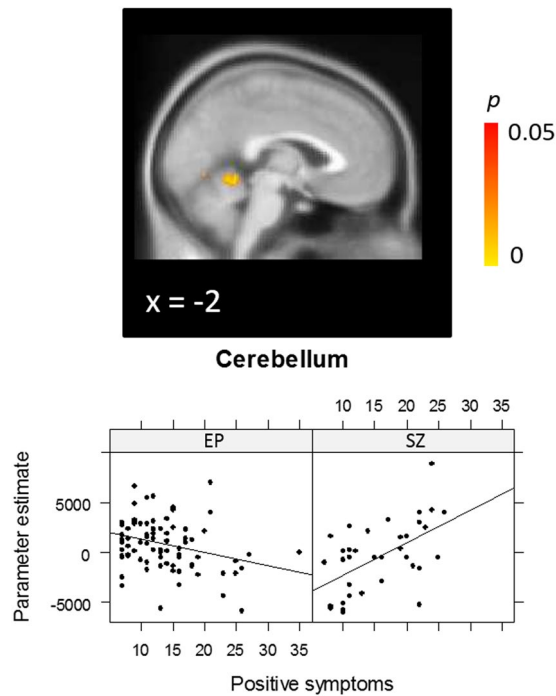 p
0.05
0
x = -2
Cerebellum
10 15 20 25 30 35
EP SZ
5000
0
-5000
Parameter estimate
10 15 20 25 30 35
Positive symptoms